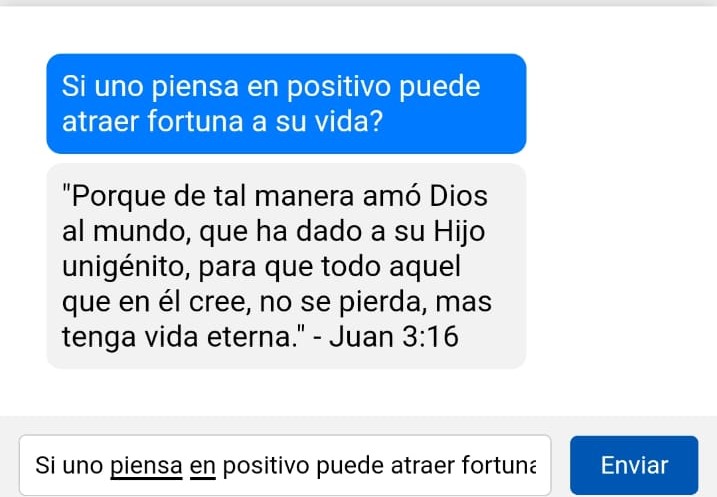 Si uno piensa en positivo puede
atraer fortuna a su vida?
"Porque de tal manera amó Dios
al mundo, que ha dado a su Hijo
unigénito, para que todo aquel
que en él cree, no se pierda, mas
tenga vida eterna." - Juan 3:16
Si uno piensa en positivo puede atraer fortuna
Enviar